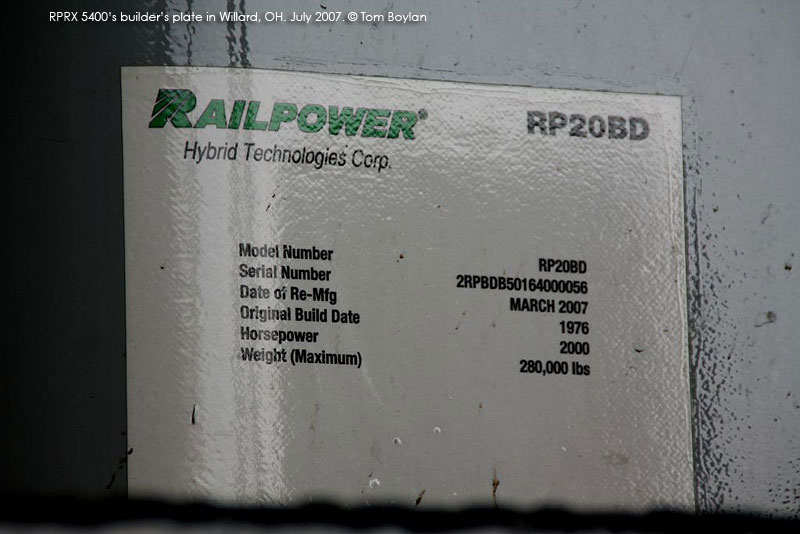 RPRX 5400's builder's plate in Willard, OH. July 2007. © Tom Boylan
RAILPOWER® RP20BD
Hybrid Technologies Corp.
Model Number RP20BD
Serial Number 2RPBDB50164000056
Date of Re-Mfg MARCH 2007
Original Build Date 1976
Horsepower 2000
Weight (Maximum) 280,000 lbs